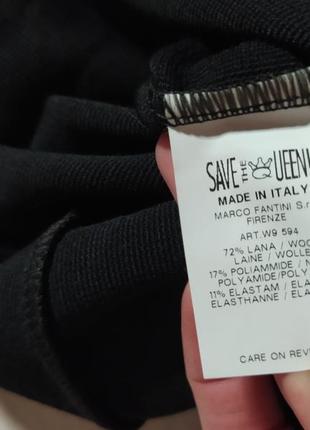 SAVE THE QUEEN
MADE IN ITALY
MARCO FANTINI S.r
FIRENZE
ART. W9 594
72% LANA / WOO
LAINE / WOLLE
17% POLIAMMIDE / N
POLYAMIDE/POLY
11% ELASTAM / ELA
ELASTHANNE / ELAS
CARE ON REV